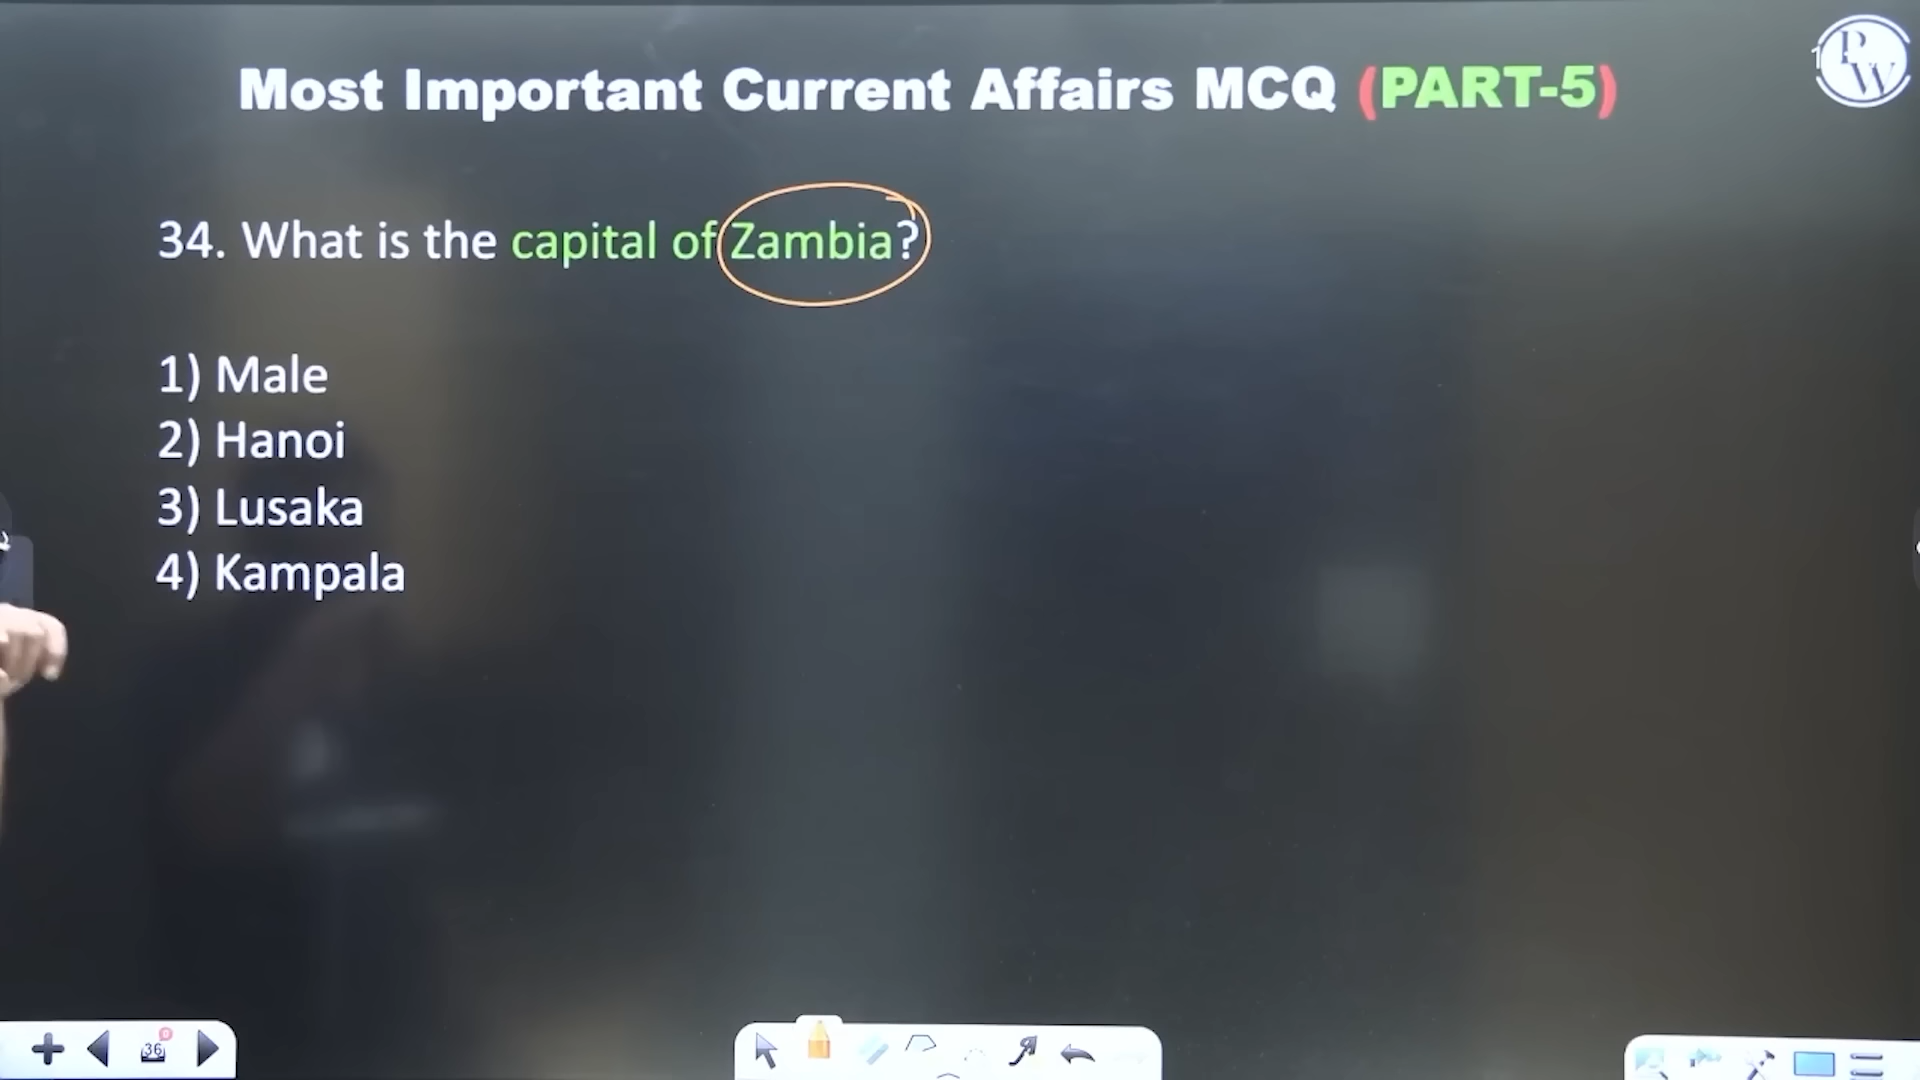 Most Important Current Affairs MCQ (PART-5)
PW
34. What is the capital of Zambia?
1) Male
2) Hanoi
3) Lusaka
4) Kampala
36